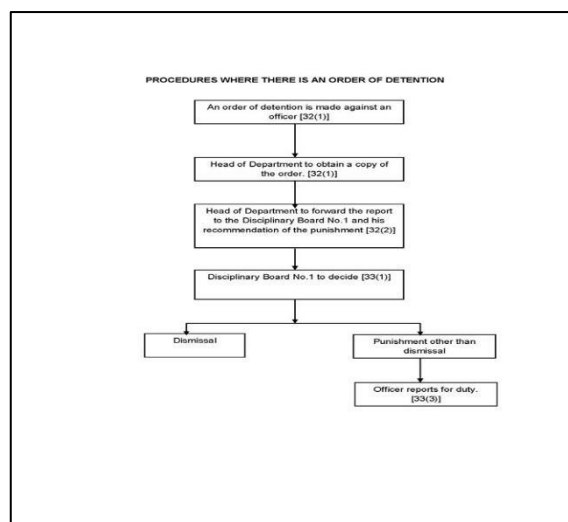 PROCEDURES WHERE THERE IS AN ORDER OF DETENTION
An order of detention is made against an
officer [32(1)]
Head of Department to obtain a copy of
the order. [32(1)]
Head of Department to forward the report
to the Disciplinary Board No.1 and his
recommendation of the punishment [32(2)]
Disciplinary Board No.1 to decide [33(1)]
Dismissal
Punishment other than
dismissal
Officer reports for duty.
[33(3)]